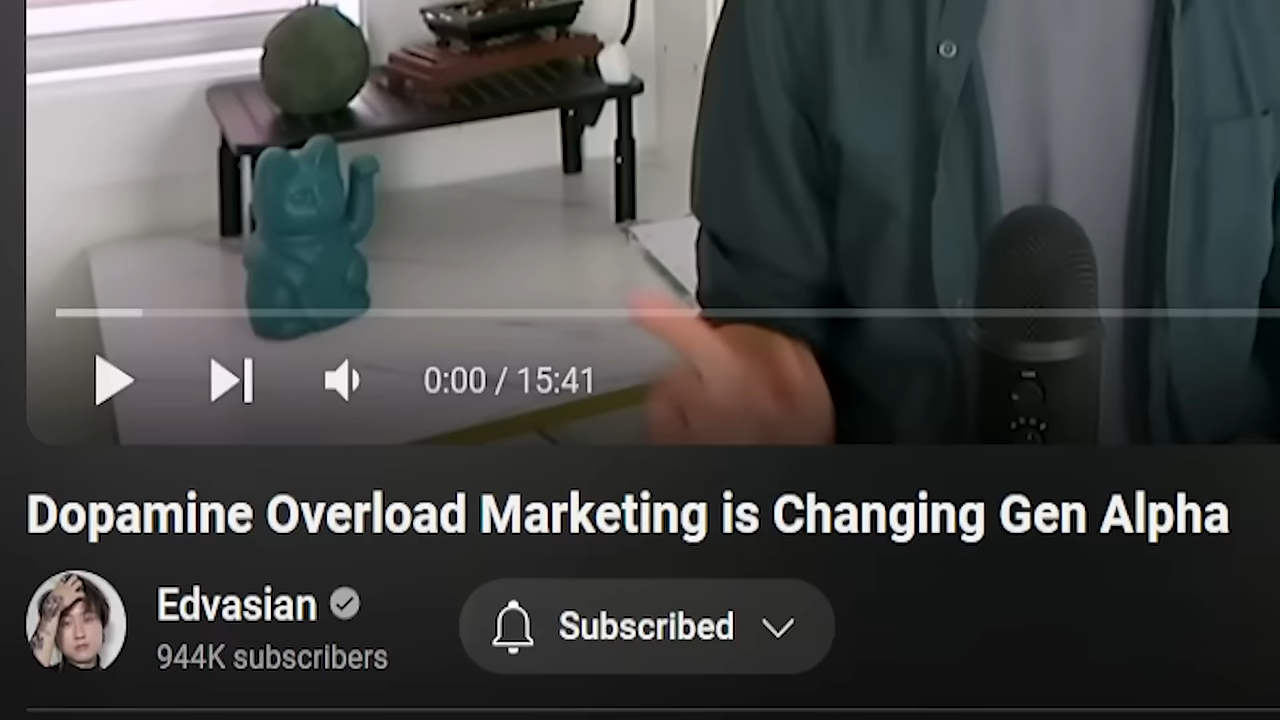 0:00 / 15:41
Dopamine Overload Marketing is Changing Gen Alpha
Edvasian
944K subscribers
Subscribed